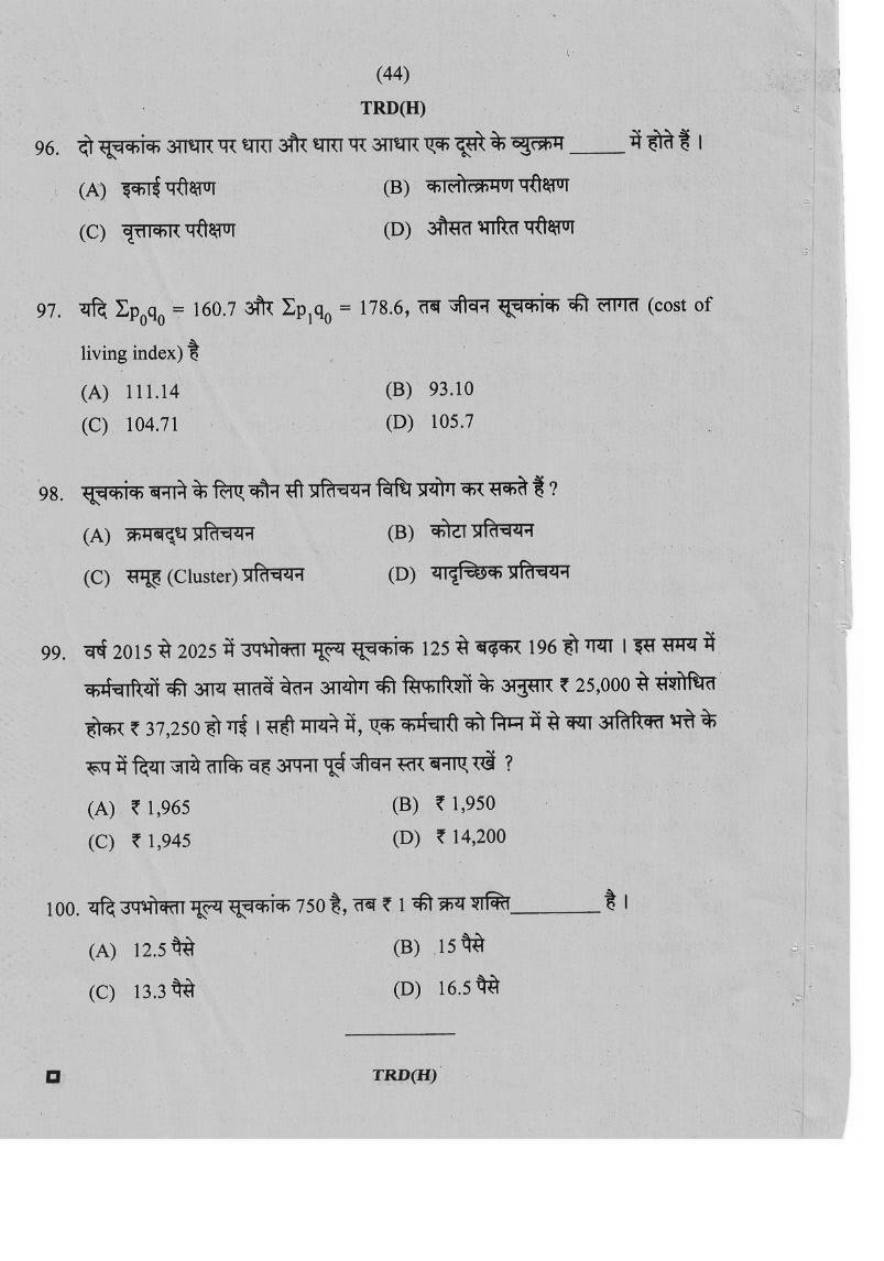 (44)
TRD(H)
96. दो सूचकांक आधार पर धारा और धारा पर आधार एक दूसरे के व्युत्क्रम ______ में होते हैं ।
(A) इकाई परीक्षण (B) कालोत्क्रमण परीक्षण
(C) वृत्ताकार परीक्षण (D) औसत भारित परीक्षण
97. यदि Σp₀q₀ = 160.7 और Σp₁q₀ = 178.6, तब जीवन सूचकांक की लागत (cost of
living index) है
(A) 111.14 (B) 93.10
(C) 104.71 (D) 105.7
98. सूचकांक बनाने के लिए कौन सी प्रतिचयन विधि प्रयोग कर सकते हैं ?
(A) क्रमबद्ध प्रतिचयन (B) कोटा प्रतिचयन
(C) समूह (Cluster) प्रतिचयन (D) यादृच्छिक प्रतिचयन
99. वर्ष 2015 से 2025 में उपभोक्ता मूल्य सूचकांक 125 से बढ़कर 196 हो गया । इस समय में
कर्मचारियों की आय सातवें वेतन आयोग की सिफारिशों के अनुसार ₹ 25,000 से संशोधित
होकर ₹ 37,250 हो गई । सही मायने में, एक कर्मचारी को निम्न में से क्या अतिरिक्त भत्ते के
रूप में दिया जाये ताकि वह अपना पूर्व जीवन स्तर बनाए रखें ?
(A) ₹ 1,965 (B) ₹ 1,950
(C) ₹ 1,945 (D) ₹ 14,200
100. यदि उपभोक्ता मूल्य सूचकांक 750 है, तब ₹ 1 की क्रय शक्ति_________ है ।
(A) 12.5 पैसे (B) 15 पैसे
(C) 13.3 पैसे (D) 16.5 पैसे
TRD(H)